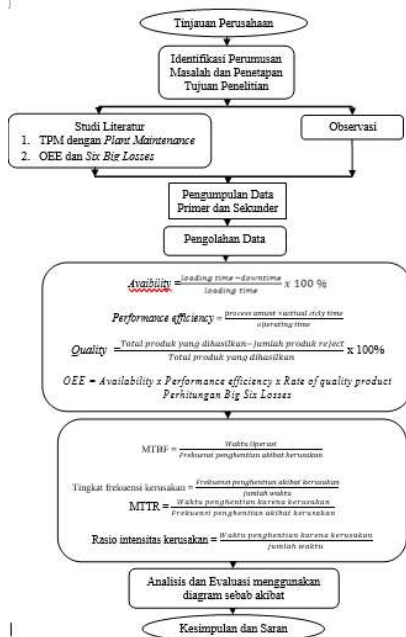 Tinjauan Perusahaan
Identifikasi Perumusan
Masalah dan Penetapan
Tujuan Penelitian
Studi Literatur
1. TPM dengan Plant Maintenance
2. OEE dan Six Big Losses
Observasi
Pengumpulan Data
Primer dan Sekunder
Pengolahan Data
Avaibility = loading time−downtime / loading time x 100 %
Performance efficiency = process amount ×actual cicly time / operating time
Quality = Total produk yang dihasilkan−jumlah produk reject / Total produk yang dihasilkan x 100%
OEE = Availability x Performance efficiency x Rate of quality product
Perhitungan Big Six Losses
MTBF = Waktu Operasi / Frekuensi penghentian akibat kerusakan
Tingkat frekuensi kerusakan = Frekuensi penghentian akibat kerusakan / jumlah waktu
MTTR = Waktu penghentian karena kerusakan / Frekuensi penghentian akibat kerusakan
Rasio intensitas kerusakan = Waktu penghentian karena kerusakan / jumlah waktu
Analisis dan Evaluasi menggunakan
diagram sebab akibat
Kesimpulan dan Saran